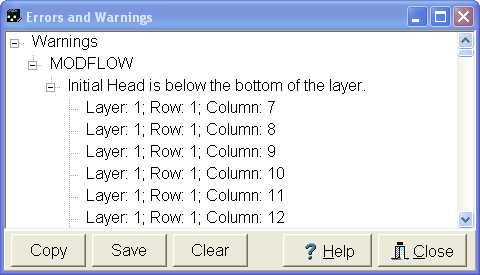 Errors and Warnings
Warnings
MODFLOW
Initial Head is below the bottom of the layer.
Layer: 1; Row: 1; Column: 7
Layer: 1; Row: 1; Column: 8
Layer: 1; Row: 1; Column: 9
Layer: 1; Row: 1; Column: 10
Layer: 1; Row: 1; Column: 11
Layer: 1; Row: 1; Column: 12
Copy Save Clear ? Help Close